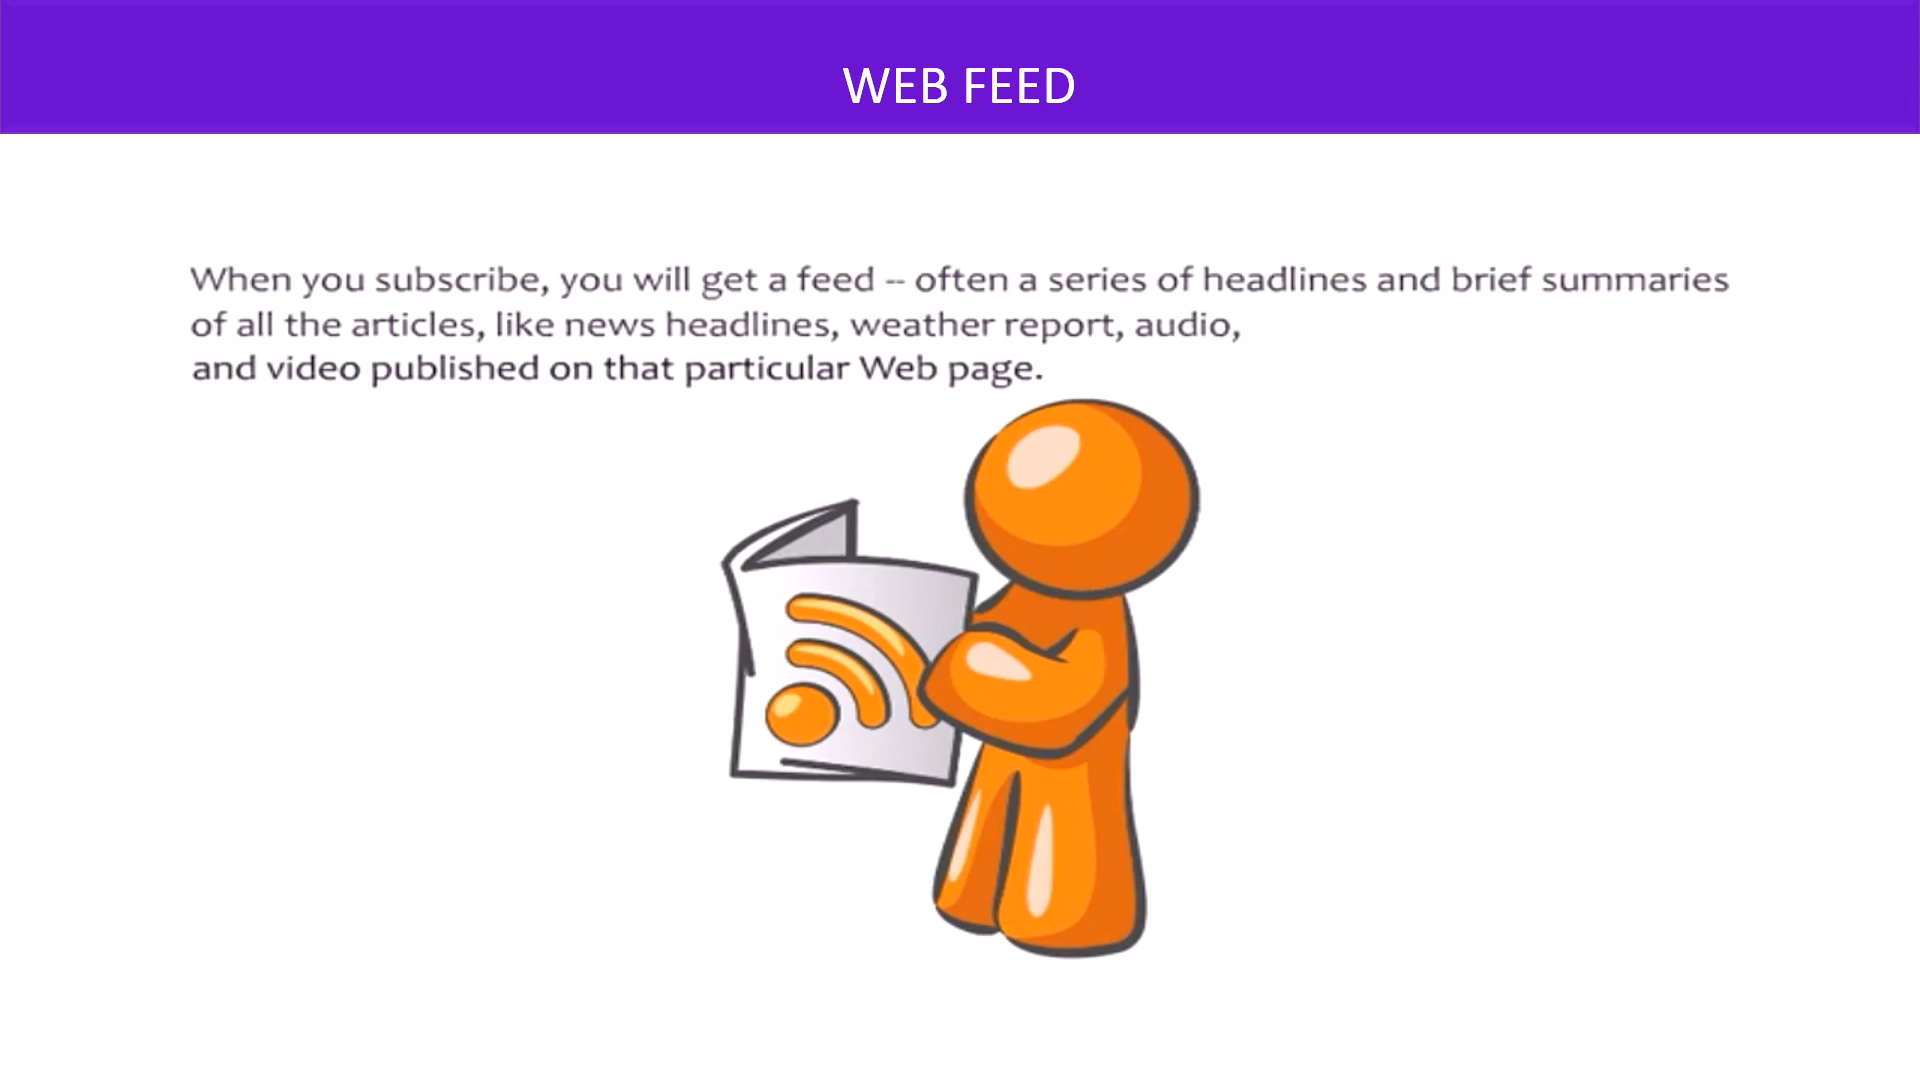 WEB FEED
When you subscribe, you will get a feed -- often a series of headlines and brief summaries
of all the articles, like news headlines, weather report, audio,
and video published on that particular Web page.